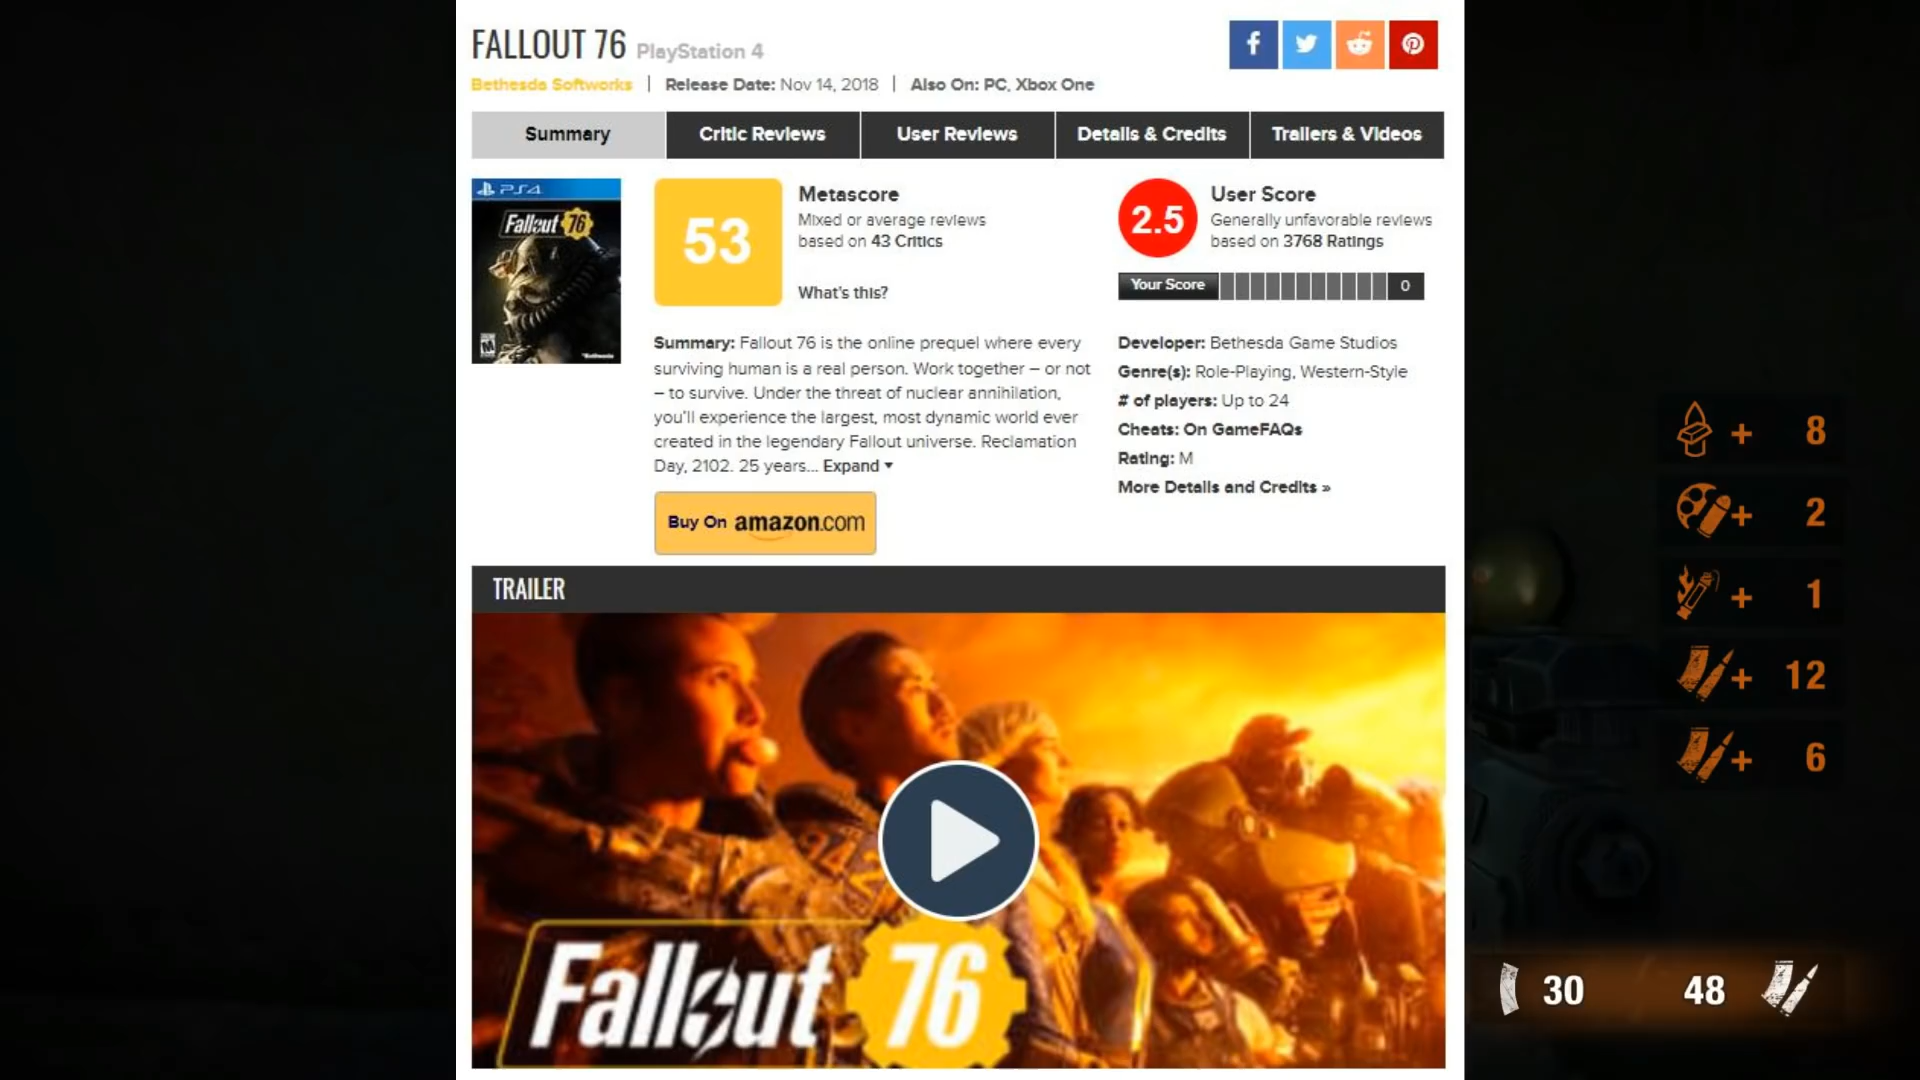 FALLOUT 76 PlayStation 4
Bethesda Softworks | Release Date: Nov 14, 2018 | Also On: PC, Xbox One
Summary Critic Reviews User Reviews Details & Credits Trailers & Videos
PS4
Fallout 76
M
Bethesda
53
Metascore
Mixed or average reviews
based on 43 Critics
What's this?
2.5
User Score
Generally unfavorable reviews
based on 3768 Ratings
Your Score 0
Summary: Fallout 76 is the online prequel where every
surviving human is a real person. Work together – or not
– to survive. Under the threat of nuclear annihilation,
you'll experience the largest, most dynamic world ever
created in the legendary Fallout universe. Reclamation
Day, 2102. 25 years... Expand
Buy On amazon.com
Developer: Bethesda Game Studios
Genre(s): Role-Playing, Western-Style
# of players: Up to 24
Cheats: On GameFAQs
Rating: M
More Details and Credits »
TRAILER
942
Fallout 76
+ 8
+ 2
+ 1
+ 12
+ 6
30 48